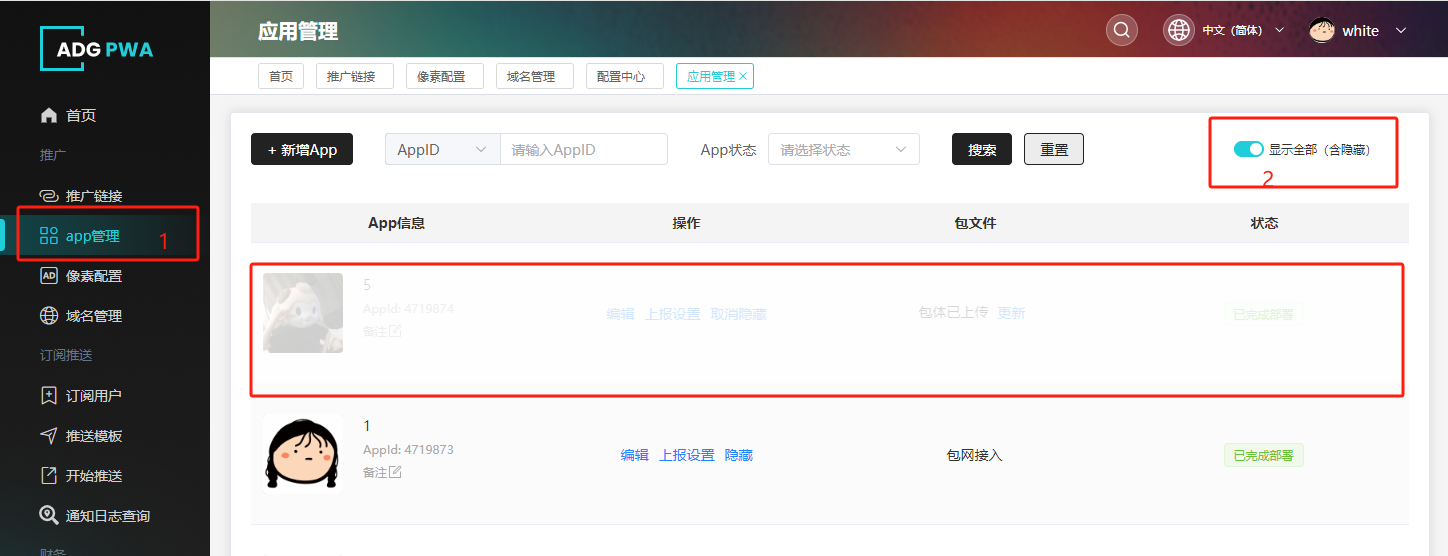 ADG PWA
应用管理
中文（简体）
white
首页
推广链接
像素配置
域名管理
配置中心
应用管理
首页
推广
推广链接
app管理
1
像素配置
域名管理
订阅推送
订阅用户
推送模板
开始推送
通知日志查询
财务
+ 新增App
AppID
请输入AppID
App状态
请选择状态
搜索
重置
显示全部（含隐藏）
2
App信息
操作
包文件
状态
5
AppId: 4719874
备注
编辑 上报设置 取消隐藏
包体已上传 更新
已完成部署
1
AppId: 4719873
备注
编辑 上报设置 隐藏
包网接入
已完成部署